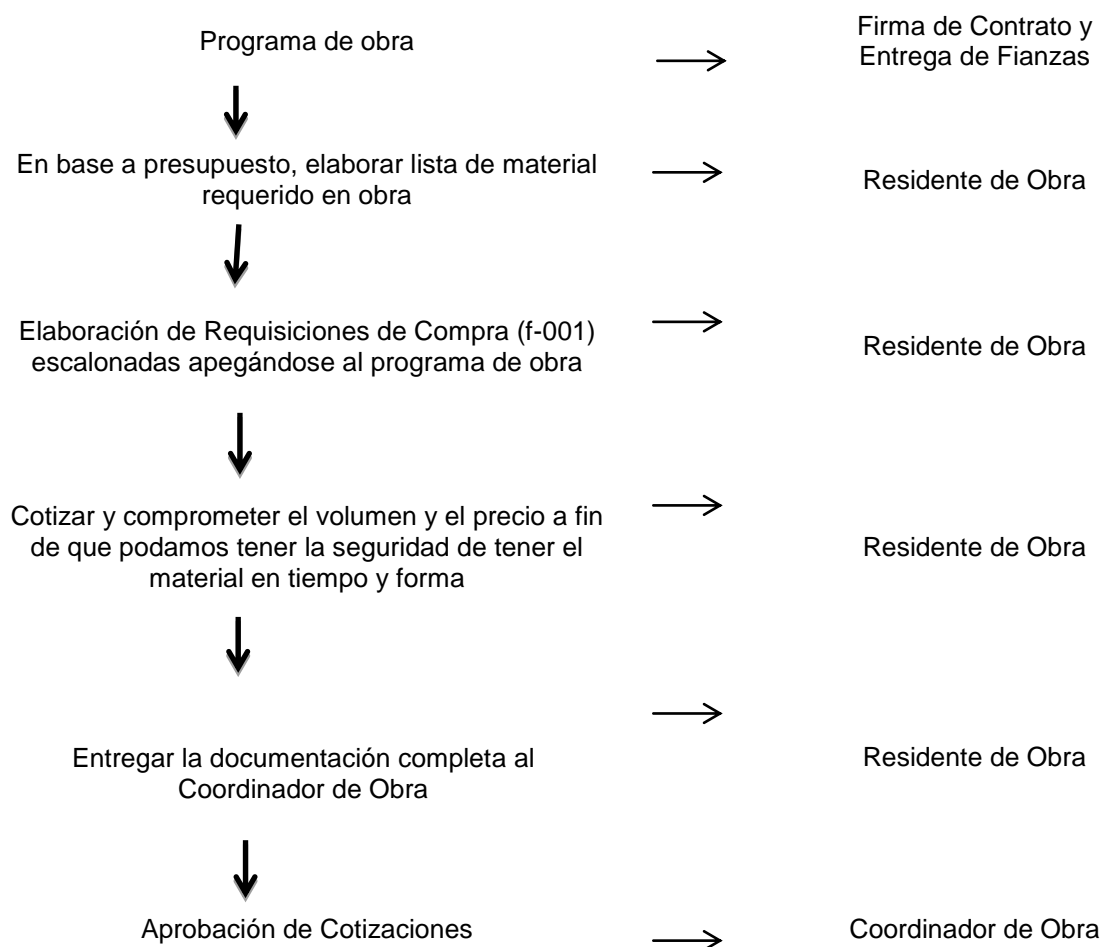 Programa de obra
Firma de Contrato y
Entrega de Fianzas
En base a presupuesto, elaborar lista de material
requerido en obra
Residente de Obra
Elaboración de Requisiciones de Compra (f-001)
escalonadas apegándose al programa de obra
Residente de Obra
Cotizar y comprometer el volumen y el precio a fin
de que podamos tener la seguridad de tener el
material en tiempo y forma
Residente de Obra
Entregar la documentación completa al
Coordinador de Obra
Residente de Obra
Aprobación de Cotizaciones
Coordinador de Obra